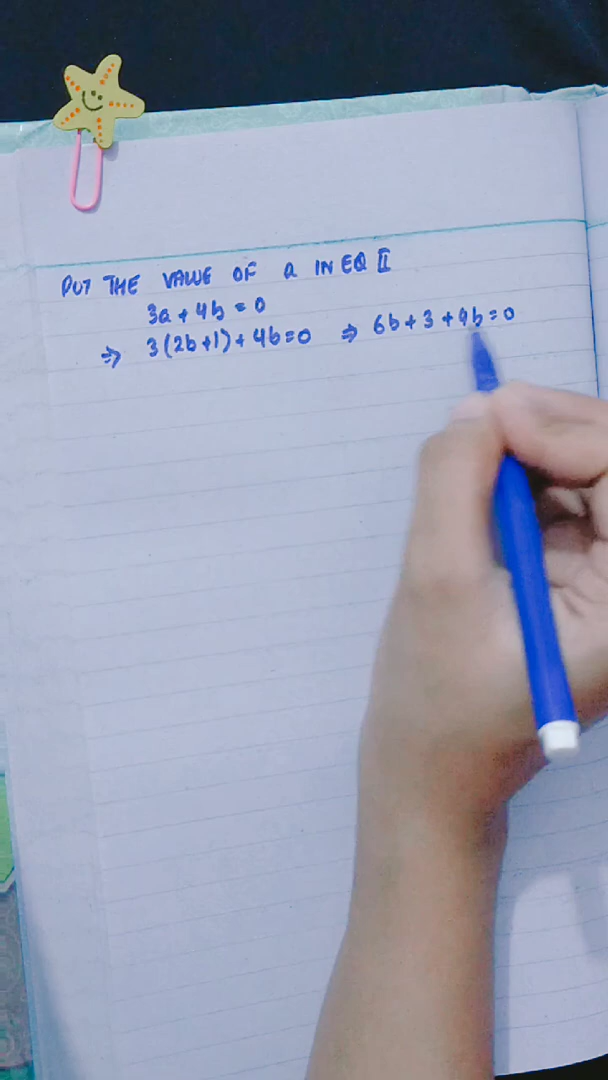 PUT THE VALUE OF a IN EQ II
3a + 4b = 0
⇒ 3(2b+1) + 4b=0 ⇒ 6b + 3 + 4b = 0